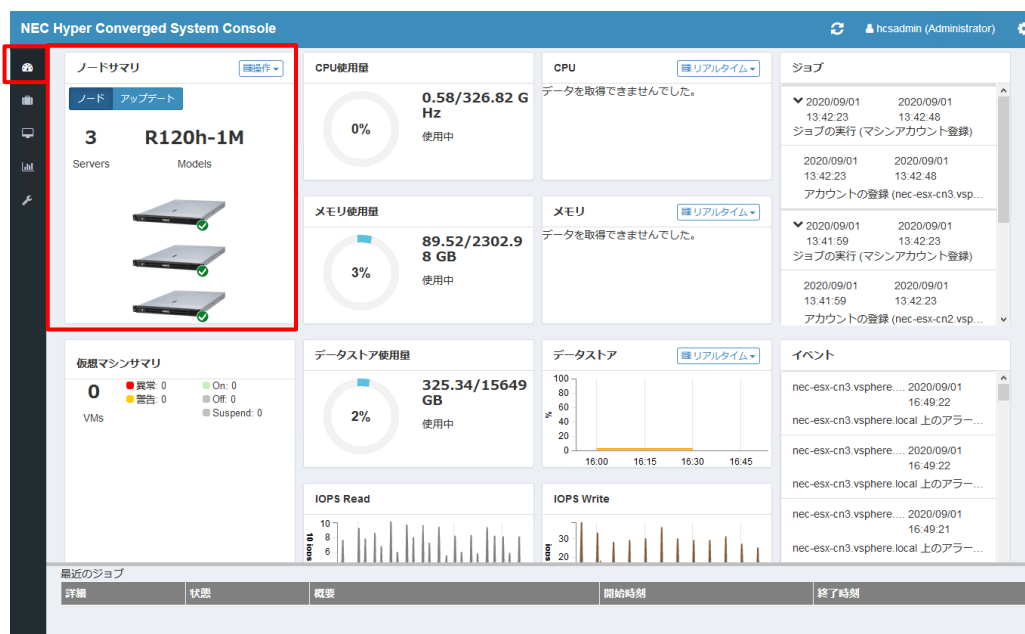 NEC Hyper Converged System Console
hcsadmin (Administrator)
ノードサマリ
操作
ノード アップデート
3 R120h-1M
Servers Models
CPU使用量
0%
0.58/326.82 G
Hz
使用中
CPU
リアルタイム
データを取得できませんでした。
ジョブ
2020/09/01 2020/09/01
13:42:23 13:42:48
ジョブの実行 (マシンアカウント登録)
2020/09/01 2020/09/01
13:42:23 13:42:48
アカウントの登録 (nec-esx-cn3.vsp...
2020/09/01 2020/09/01
13:41:59 13:42:23
ジョブの実行 (マシンアカウント登録)
2020/09/01 2020/09/01
13:41:59 13:42:23
アカウントの登録 (nec-esx-cn2.vsp...
メモリ使用量
3%
89.52/2302.9
8 GB
使用中
メモリ
リアルタイム
データを取得できませんでした。
仮想マシンサマリ
0
VMs
異常: 0 On: 0
警告: 0 Off: 0
Suspend: 0
データストア使用量
2%
325.34/15649
GB
使用中
データストア
リアルタイム
100
80
60
40
20
0
%
16:00 16:15 16:30 16:45
イベント
nec-esx-cn3.vsphere.... 2020/09/01
16:49:22
nec-esx-cn3.vsphere.local 上のアラー...
nec-esx-cn3.vsphere.... 2020/09/01
16:49:22
nec-esx-cn3.vsphere.local 上のアラー...
nec-esx-cn3.vsphere.... 2020/09/01
16:49:21
nec-esx-cn3.vsphere.local 上のアラー...
IOPS Read
10
8
6
IOPS Write
30
20
最近のジョブ
詳細 状態 概要 開始時刻 終了時刻